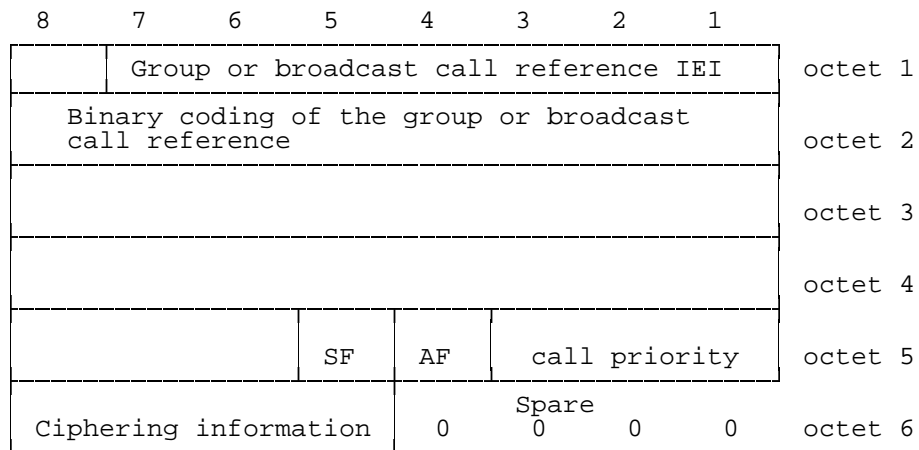 8 7 6 5 4 3 2 1
Group or broadcast call reference IEI octet 1
Binary coding of the group or broadcast
call reference octet 2
octet 3
octet 4
SF AF call priority octet 5
Spare
Ciphering information 0 0 0 0 octet 6